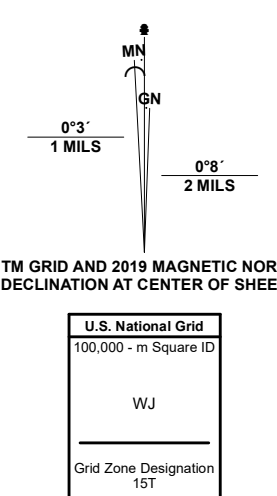 MN
GN
0°3´
1 MILS
0°8´
2 MILS
TM GRID AND 2019 MAGNETIC NOR
DECLINATION AT CENTER OF SHEE
U.S. National Grid
100,000 - m Square ID
WJ
Grid Zone Designation
15T